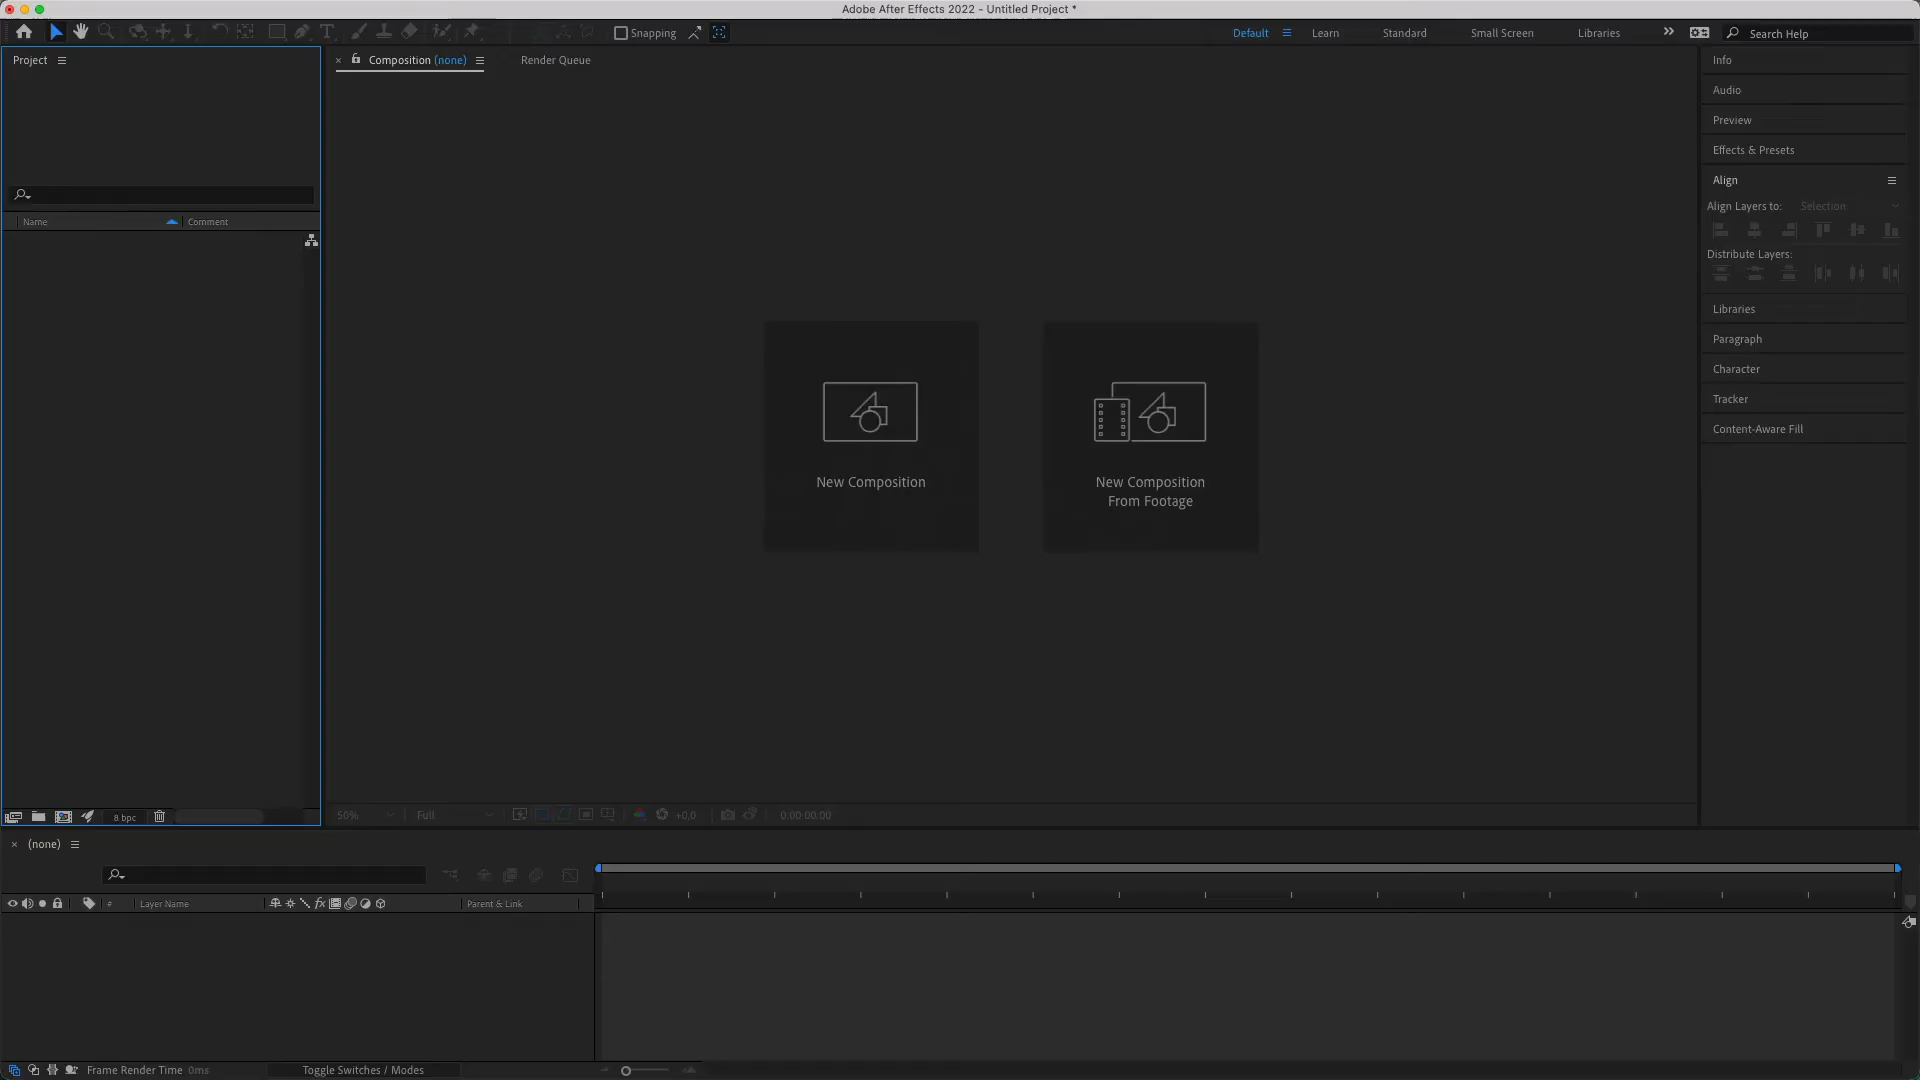 Adobe After Effects 2022 - Untitled Project *
Snapping
Default
Learn
Standard
Small Screen
Libraries
Search Help
Project
Composition (none)
Render Queue
Name
Comment
New Composition
New Composition
From Footage
Info
Audio
Preview
Effects & Presets
Align
Align Layers to:
Selection
Distribute Layers:
Libraries
Paragraph
Character
Tracker
Content-Aware Fill
8 bpc
50%
Full
+0,0
0:00:00:00
(none)
#
Layer Name
fx
Parent & Link
Frame Render Time 0ms
Toggle Switches / Modes